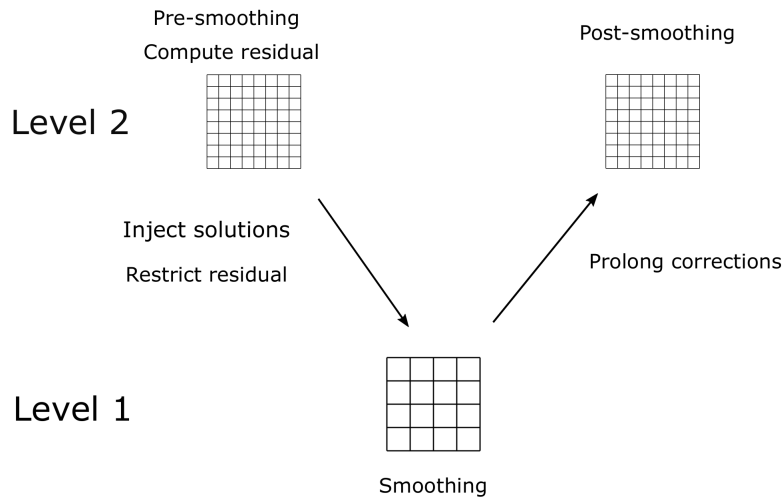 Pre-smoothing
Compute residual
Post-smoothing
Level 2
Inject solutions
Restrict residual
Prolong corrections
Level 1
Smoothing